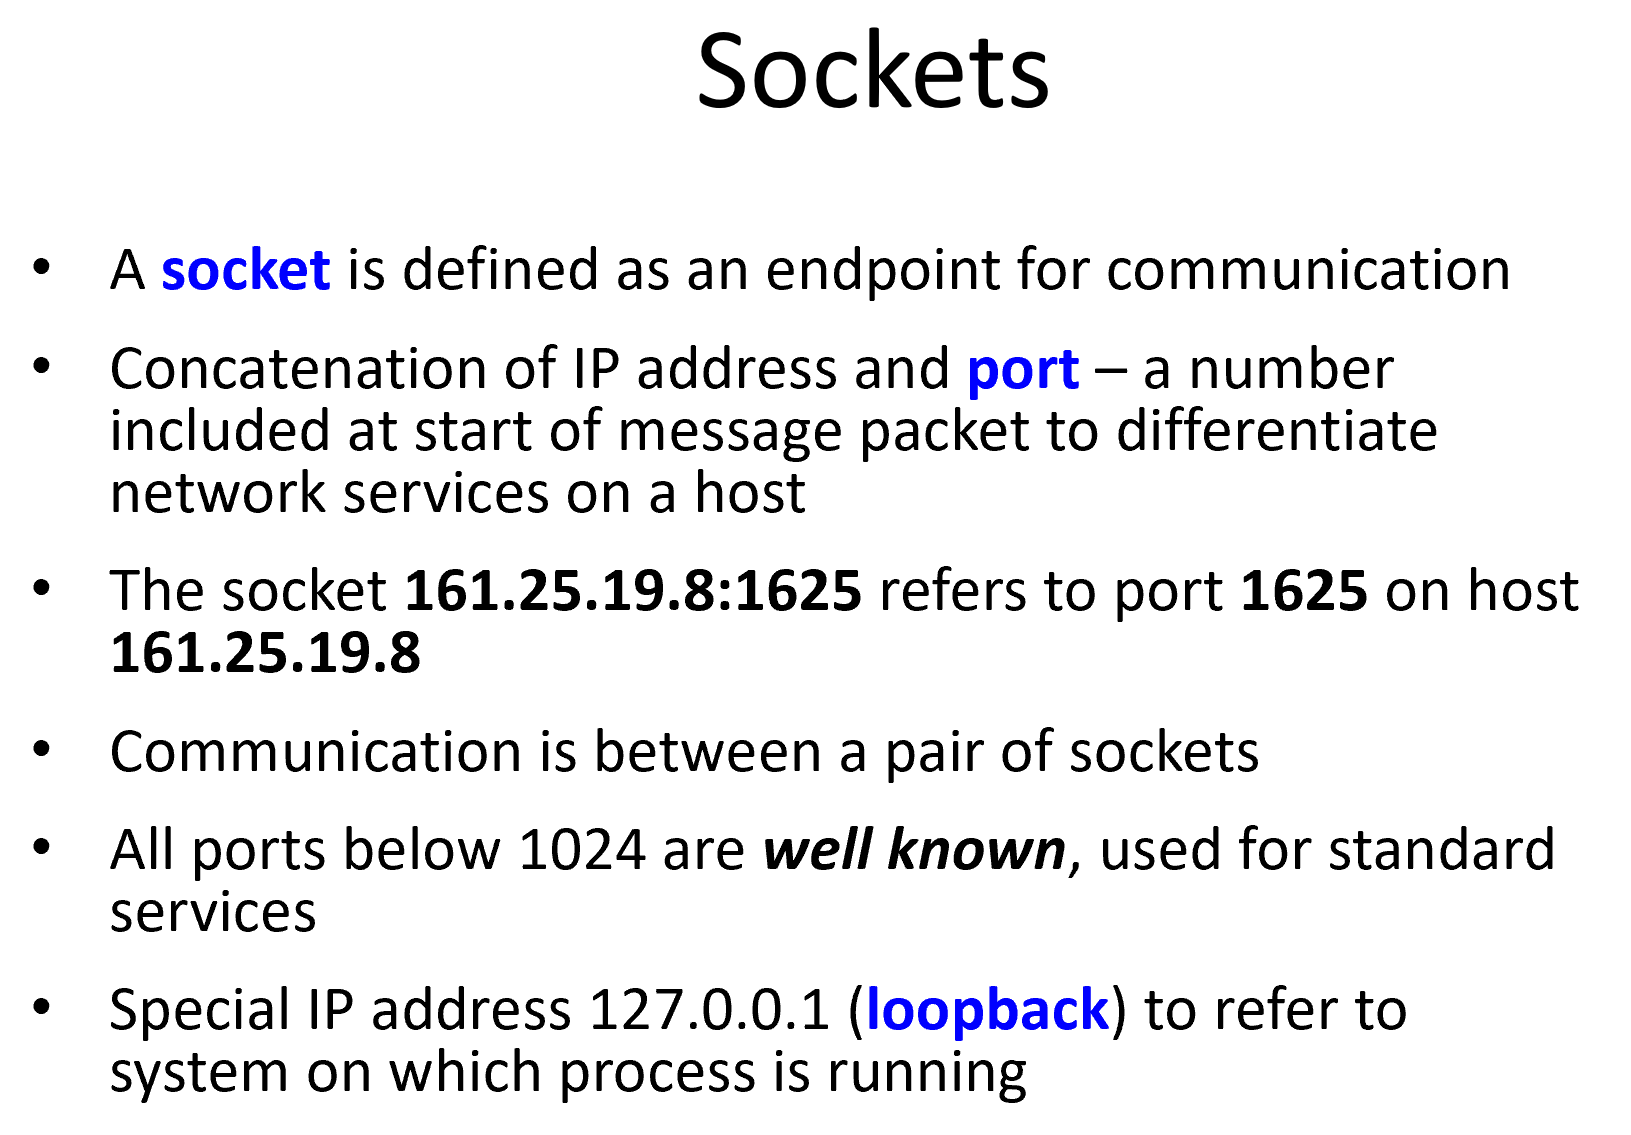 Sockets
• A socket is defined as an endpoint for communication
• Concatenation of IP address and port – a number
included at start of message packet to differentiate
network services on a host
• The socket 161.25.19.8:1625 refers to port 1625 on host
161.25.19.8
• Communication is between a pair of sockets
• All ports below 1024 are well known, used for standard
services
• Special IP address 127.0.0.1 (loopback) to refer to
system on which process is running